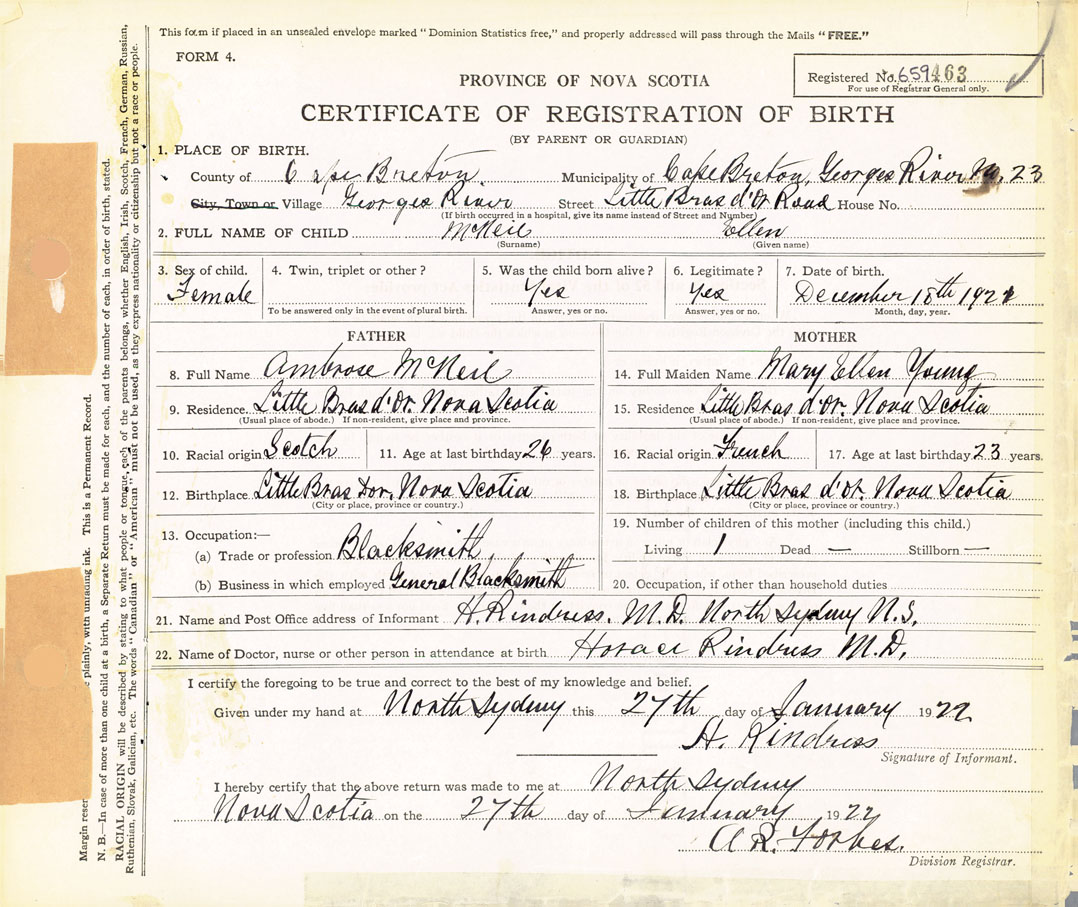 This form if placed in an unsealed envelope marked "Dominion Statistics free," and properly addressed will pass through the Mails "FREE."
FORM 4.
Registered No. 659463
For use of Registrar General only.
PROVINCE OF NOVA SCOTIA
CERTIFICATE OF REGISTRATION OF BIRTH
(BY PARENT OR GUARDIAN)
1. PLACE OF BIRTH.
County of Cape Breton. Municipality of Cape Breton, Georges River No. 23
City, Town or Village Georges River Street Little Bras d'Or Road House No.
(If birth occurred in a hospital, give its name instead of Street and Number)
2. FULL NAME OF CHILD McNeil Ellen
(Surname) (Given name)
3. Sex of child. Female
4. Twin, triplet or other?
To be answered only in the event of plural birth.
5. Was the child born alive? Yes
Answer, yes or no.
6. Legitimate? Yes
Answer, yes or no.
7. Date of birth.
December 18th 1921
Month, day, year.
FATHER
8. Full Name Ambrose McNeil
9. Residence Little Bras d'Or. Nova Scotia
(Usual place of abode.) If non-resident, give place and province.
10. Racial origin Scotch 11. Age at last birthday 26 years.
12. Birthplace Little Bras Dor. Nova Scotia
(City or place, province or country.)
13. Occupation:—
(a) Trade or profession Blacksmith,
(b) Business in which employed General Blacksmith
MOTHER
14. Full Maiden Name Mary Ellen Young
15. Residence Little Bras d'Or. Nova Scotia
(Usual place of abode.) If non-resident, give place and province.
16. Racial origin French 17. Age at last birthday 23 years.
18. Birthplace Little Bras d'Or. Nova Scotia
(City or place, province or country.)
19. Number of children of this mother (including this child.)
Living 1 Dead — Stillborn —
20. Occupation, if other than household duties
21. Name and Post Office address of Informant H. Rindress. M.D. North Sydney N.S.
22. Name of Doctor, nurse or other person in attendance at birth Horace Rindress M.D.
I certify the foregoing to be true and correct to the best of my knowledge and belief.
Given under my hand at North Sydney this 27th day of January 1922
H. Rindress
Signature of Informant.
I hereby certify that the above return was made to me at North Sydney
Nova Scotia on the 27th day of January 1922
A R. Forbes.
Division Registrar.
Margin reser plainly, with unfading ink. This is a Permanent Record.
N. B.—In case of more than one child at a birth, a Separate Return must be made for each, and the number of each, in order of birth, stated.
RACIAL ORIGIN will be described by stating to what people or tongue, each of the parents belongs, whether English, Irish, Scotch, French, German, Russian,
Ruthenian, Slovak, Galician, etc. The words "Canadian" or "American" must not be used, as they express nationality or citizenship but not a race or people.